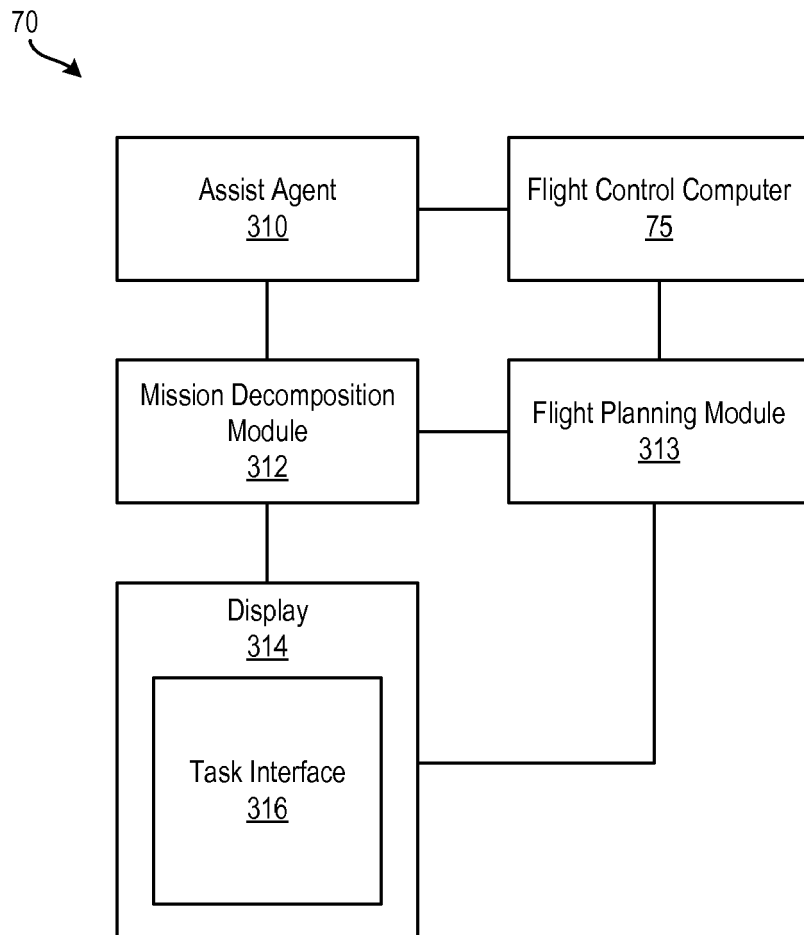 70
Assist Agent
310
Flight Control Computer
75
Mission Decomposition
Module
312
Flight Planning Module
313
Display
314
Task Interface
316